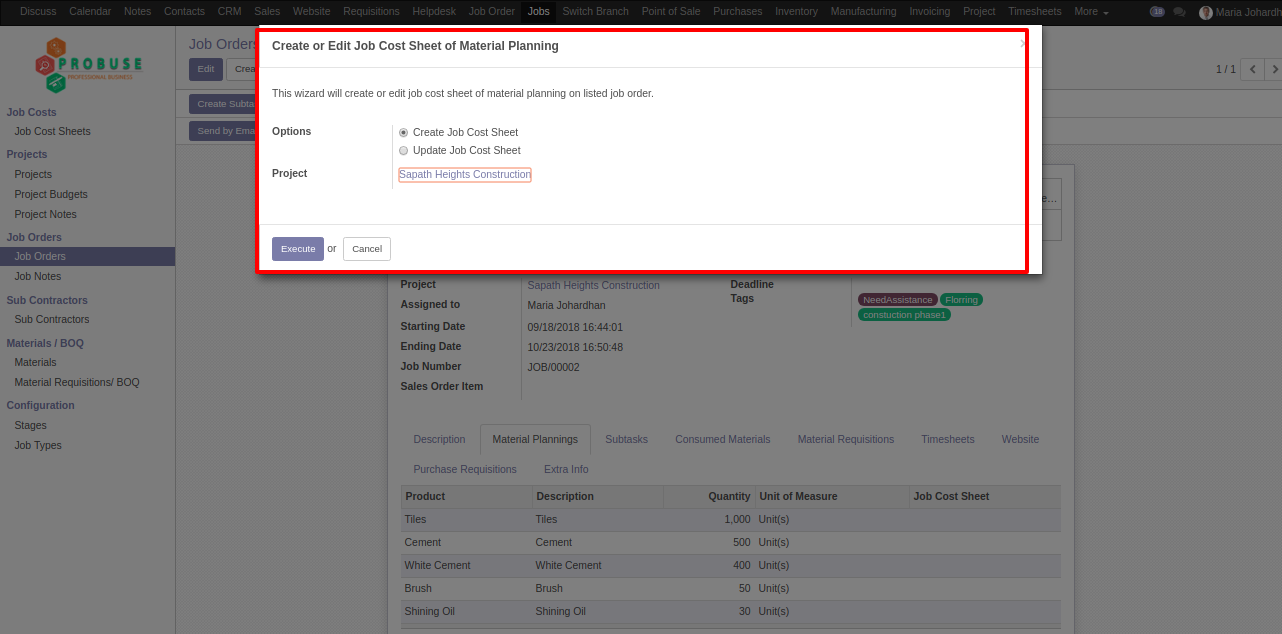 Discuss Calendar Notes Contacts CRM Sales Website Requisitions Helpdesk Job Order Jobs Switch Branch Point of Sale Purchases Inventory Manufacturing Invoicing Project Timesheets More 18 Maria Johardh
PROBUSE
PROFESSIONAL BUSINESS
Job Costs
Job Cost Sheets
Projects
Projects
Project Budgets
Project Notes
Job Orders
Job Orders
Job Notes
Sub Contractors
Sub Contractors
Materials / BOQ
Materials
Material Requisitions/ BOQ
Configuration
Stages
Job Types
Job Orders
Edit Crea
1 / 1
Create Subta
Send by Ema
Create or Edit Job Cost Sheet of Material Planning ×
This wizard will create or edit job cost sheet of material planning on listed job order.
Options Create Job Cost Sheet
Update Job Cost Sheet
Project Sapath Heights Construction
Execute or Cancel
e...
Project Sapath Heights Construction Deadline
Assigned to Maria Johardhan Tags NeedAssistance Florring
constuction phase1
Starting Date 09/18/2018 16:44:01
Ending Date 10/23/2018 16:50:48
Job Number JOB/00002
Sales Order Item
Description Material Plannings Subtasks Consumed Materials Material Requisitions Timesheets Website
Purchase Requisitions Extra Info
Product Description Quantity Unit of Measure Job Cost Sheet
Tiles Tiles 1,000 Unit(s)
Cement Cement 500 Unit(s)
White Cement White Cement 400 Unit(s)
Brush Brush 50 Unit(s)
Shining Oil Shining Oil 30 Unit(s)